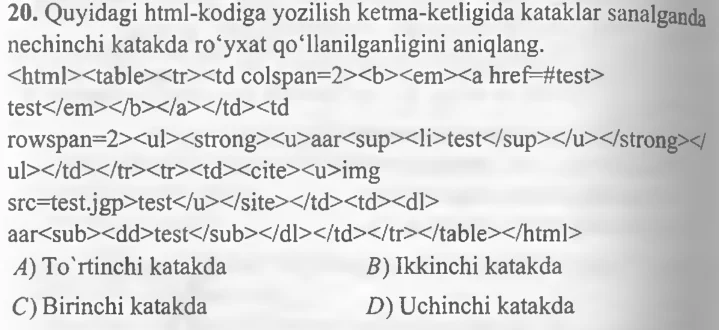 20. Quyidagi html-kodiga yozilish ketma-ketligida kataklar sanalganda
nechinchi katakda ro‘yxat qo‘llanilganligini aniqlang.
<html><table><tr><td colspan=2><b><em><a href=#test>
test</em></b></a></td><td
rowspan=2><ul><strong><u>aar<sup><li>test</sup></u></strong></
ul></td></tr><tr><td><cite><u>img
src=test.jgp>test</u></site></td><td><dl>
aar<sub><dd>test</sub></dl></td></tr></table></html>
A) To`rtinchi katakda B) Ikkinchi katakda
C) Birinchi katakda D) Uchinchi katakda